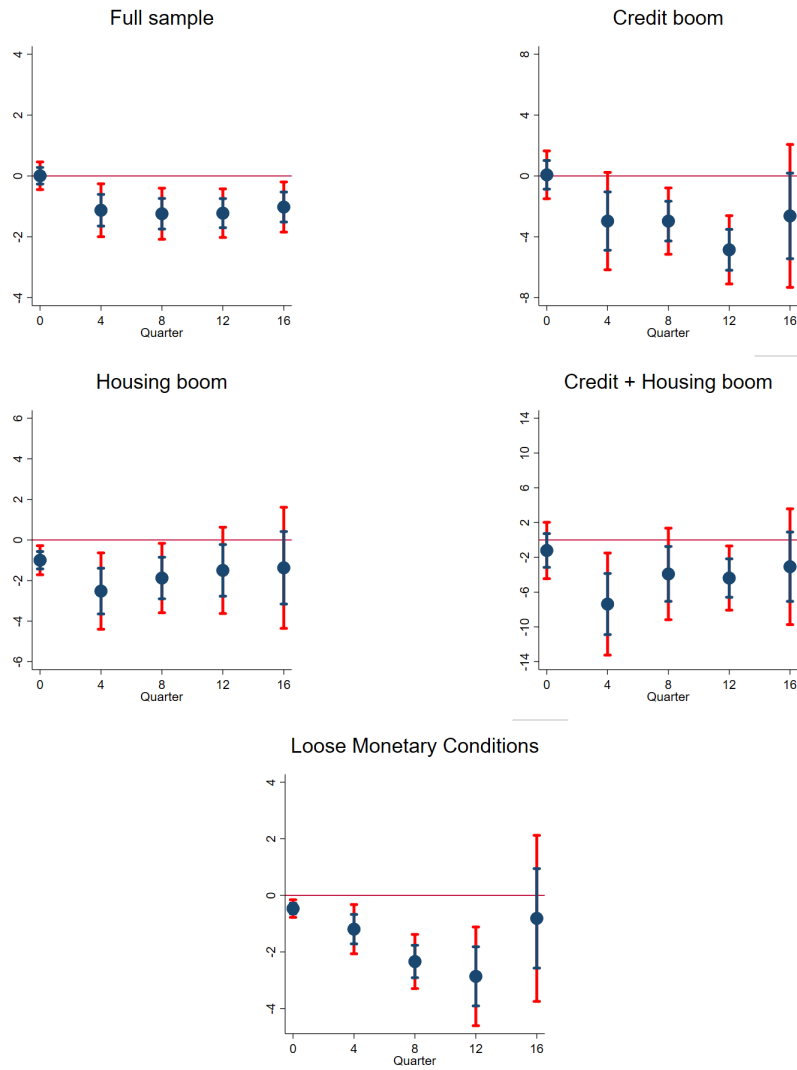 Full sample
4
2
0
-2
-4
0 4 8 12 16
Quarter
Credit boom
8
4
0
-4
-8
0 4 8 12 16
Quarter
Housing boom
6
4
2
0
-2
-4
-6
0 4 8 12 16
Quarter
Credit + Housing boom
14
10
6
2
-2
-6
-10
-14
0 4 8 12 16
Quarter
Loose Monetary Conditions
4
2
0
-2
-4
0 4 8 12 16
Quarter